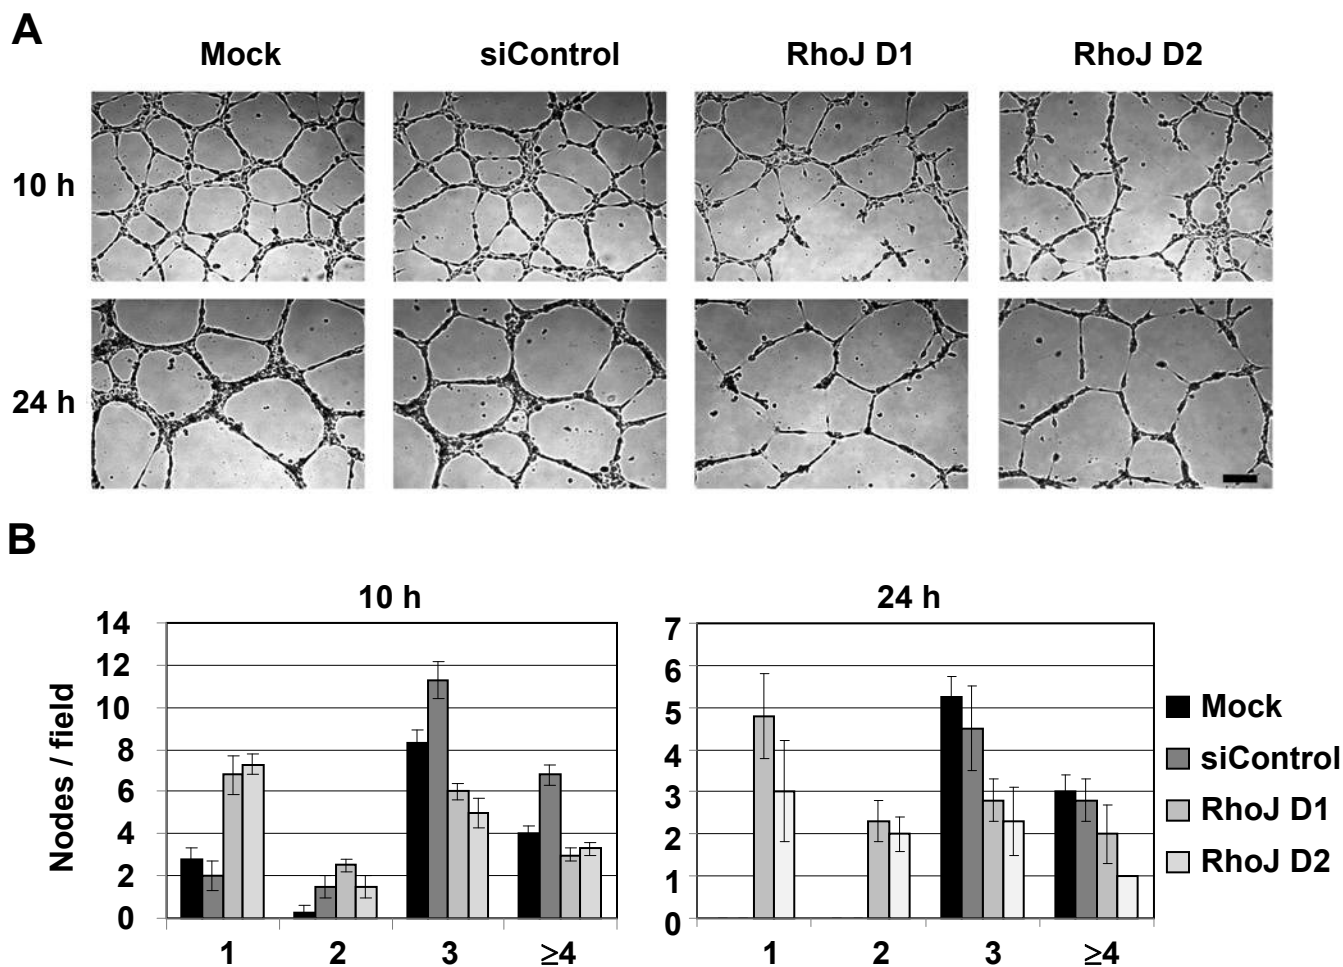 A
Mock siControl RhoJ D1 RhoJ D2
10 h
24 h
B
10 h
Nodes / field
14
12
10
8
6
4
2
0
1 2 3 ≥4
24 h
7
6
5
4
3
2
1
0
1 2 3 ≥4
Mock
siControl
RhoJ D1
RhoJ D2